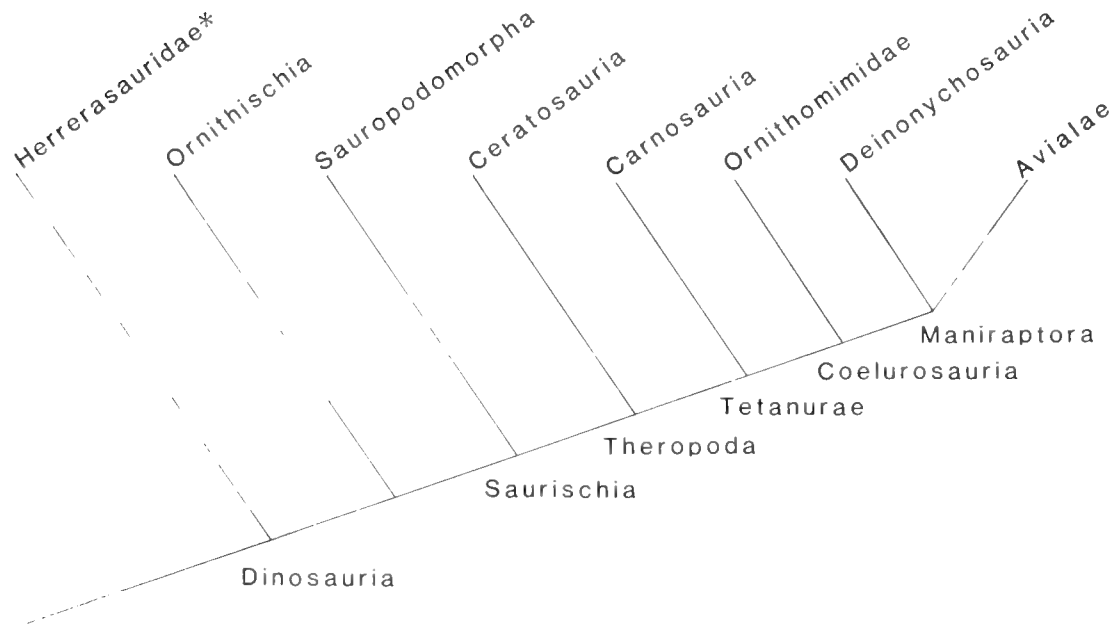 Herrerasauridae*
Ornithischia
Sauropodomorpha
Ceratosauria
Carnosauria
Ornithomimidae
Deinonychosauria
Avialae
Maniraptora
Coelurosauria
Tetanurae
Theropoda
Saurischia
Dinosauria